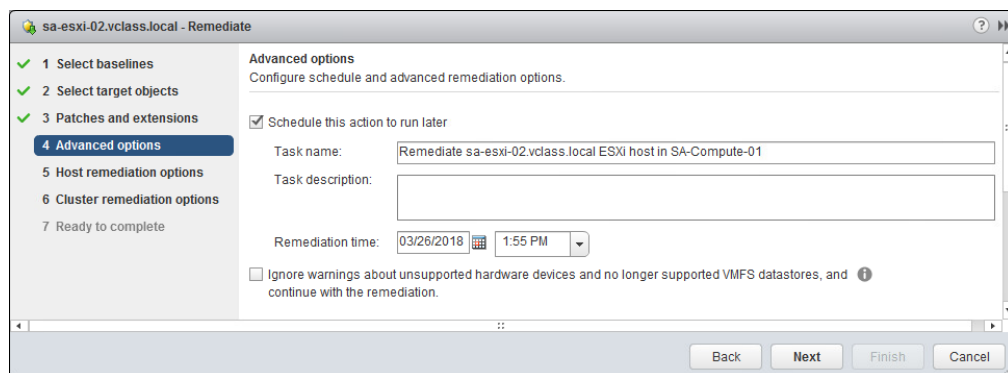 sa-esxi-02.vclass.local - Remediate
1 Select baselines
2 Select target objects
3 Patches and extensions
4 Advanced options
5 Host remediation options
6 Cluster remediation options
7 Ready to complete
Advanced options
Configure schedule and advanced remediation options.
Schedule this action to run later
Task name: Remediate sa-esxi-02.vclass.local ESXi host in SA-Compute-01
Task description:
Remediation time: 03/26/2018 1:55 PM
Ignore warnings about unsupported hardware devices and no longer supported VMFS datastores, and
continue with the remediation.
Back Next Finish Cancel